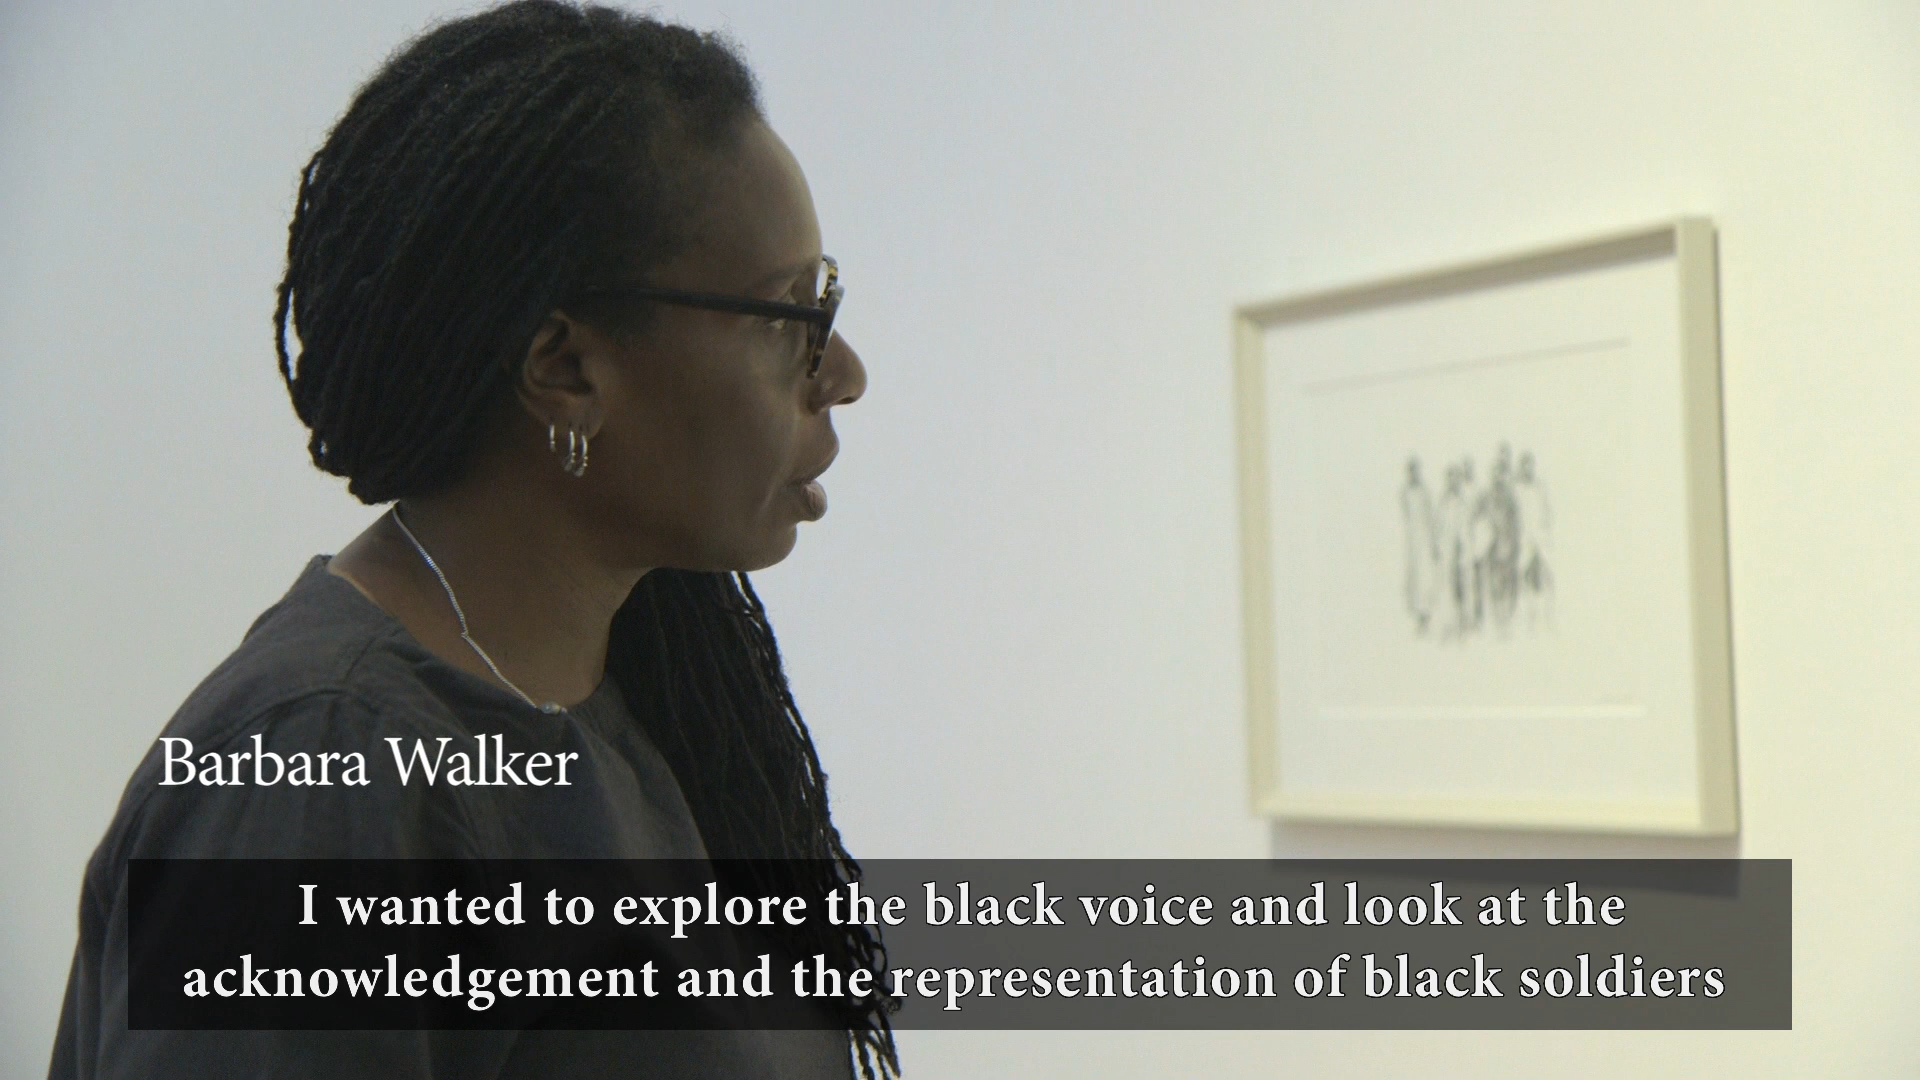 Barbara Walker
I wanted to explore the black voice and look at the
acknowledgement and the representation of black soldiers